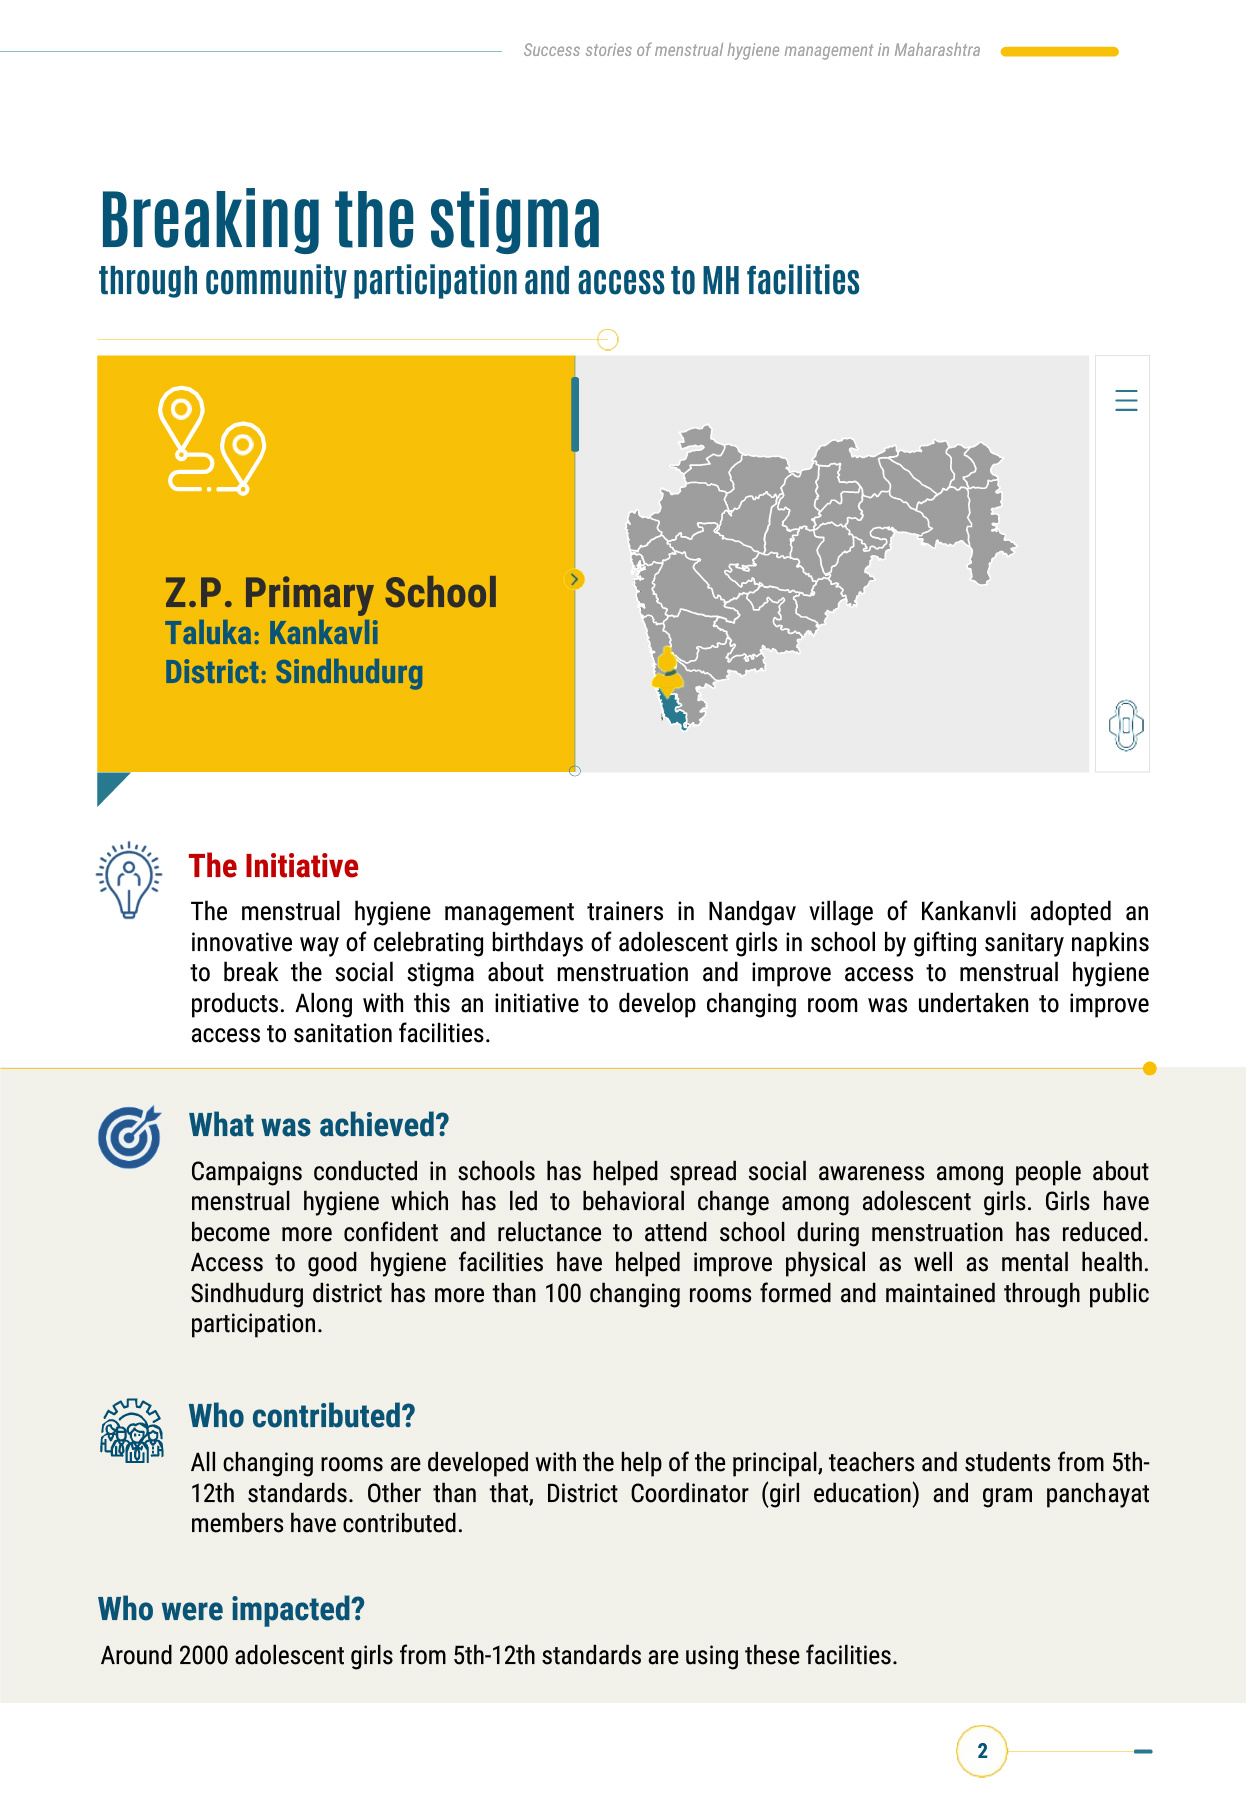 Success stories of menstrual hygiene management in Maharashtra
Breaking the stigma
through community participation and access to MH facilities
Z.P. Primary School
Taluka: Kankavli
District: Sindhudurg
The Initiative
The menstrual hygiene management trainers in Nandgav village of Kankanvli adopted an
innovative way of celebrating birthdays of adolescent girls in school by gifting sanitary napkins
to break the social stigma about menstruation and improve access to menstrual hygiene
products. Along with this an initiative to develop changing room was undertaken to improve
access to sanitation facilities.
What was achieved?
Campaigns conducted in schools has helped spread social awareness among people about
menstrual hygiene which has led to behavioral change among adolescent girls. Girls have
become more confident and reluctance to attend school during menstruation has reduced.
Access to good hygiene facilities have helped improve physical as well as mental health.
Sindhudurg district has more than 100 changing rooms formed and maintained through public
participation.
Who contributed?
All changing rooms are developed with the help of the principal, teachers and students from 5th-
12th standards. Other than that, District Coordinator (girl education) and gram panchayat
members have contributed.
Who were impacted?
Around 2000 adolescent girls from 5th-12th standards are using these facilities.
2